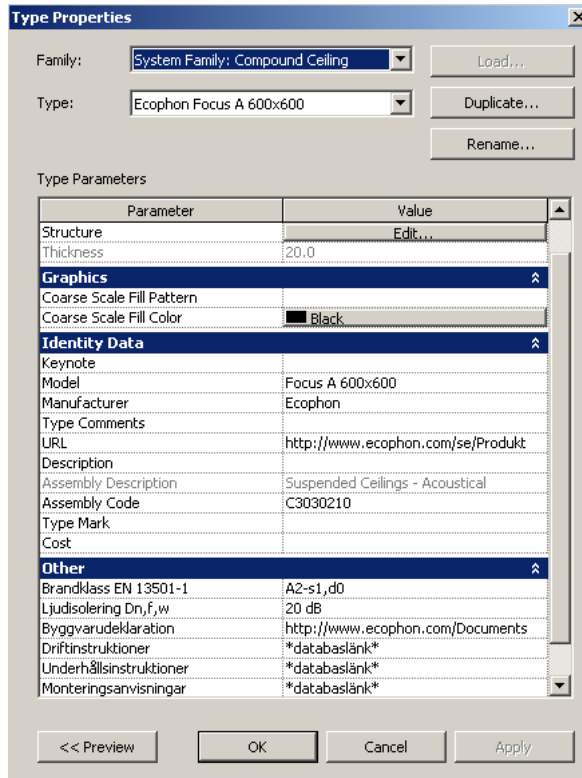 Type Properties
Family: System Family: Compound Ceiling Load...
Type: Ecophon Focus A 600x600 Duplicate...
Rename...
Type Parameters
Parameter Value
Structure Edit...
Thickness 20.0
Graphics
Coarse Scale Fill Pattern
Coarse Scale Fill Color Black
Identity Data
Keynote
Model Focus A 600x600
Manufacturer Ecophon
Type Comments
URL http://www.ecophon.com/se/Produkt
Description
Assembly Description Suspended Ceilings - Acoustical
Assembly Code C3030210
Type Mark
Cost
Other
Brandklass EN 13501-1 A2-s1,d0
Ljudisolering Dn,f,w 20 dB
Byggvarudeklaration http://www.ecophon.com/Documents
Driftinstruktioner *databaslänk*
Underhållsinstruktioner *databaslänk*
Monteringsanvisningar *databaslänk*
<< Preview OK Cancel Apply